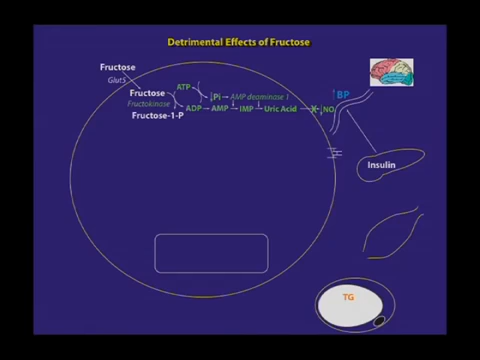 Detrimental Effects of Fructose
Fructose
Glut5
Fructose
Fructokinase
Fructose-1-P
ATP
↓Pi → AMP deaminase 1
ADP → AMP → IMP → Uric Acid
X ↓NO
↑ BP
Insulin
TG